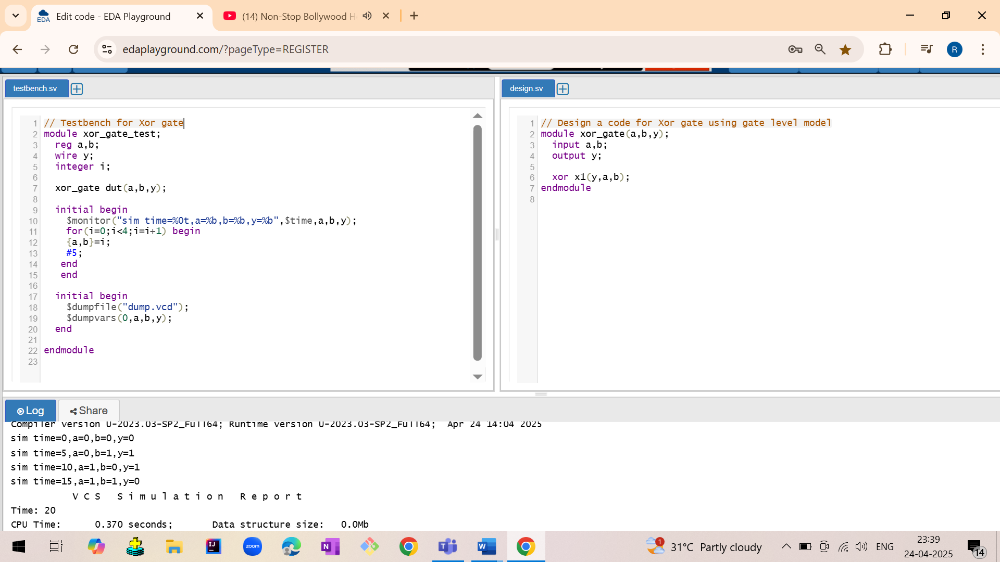 EDA
Edit code - EDA Playground
(14) Non-Stop Bollywood H
edaplayground.com/?pageType=REGISTER
R
testbench.sv
design.sv
1 // Testbench for Xor gate
2 module xor_gate_test;
3 reg a,b;
4 wire y;
5 integer i;
6
7 xor_gate dut(a,b,y);
8
9 initial begin
10 $monitor("sim time=%0t,a=%b,b=%b,y=%b",$time,a,b,y);
11 for(i=0;i<4;i=i+1) begin
12 {a,b}=i;
13 #5;
14 end
15 end
16
17 initial begin
18 $dumpfile("dump.vcd");
19 $dumpvars(0,a,b,y);
20 end
21
22 endmodule
23
1 // Design a code for Xor gate using gate level model
2 module xor_gate(a,b,y);
3 input a,b;
4 output y;
5
6 xor x1(y,a,b);
7 endmodule
8
Log
Share
Compiler version U-2023.03-SP2_Full64; Runtime version U-2023.03-SP2_Full64; Apr 24 14:04 2025
sim time=0,a=0,b=0,y=0
sim time=5,a=0,b=1,y=1
sim time=10,a=1,b=0,y=1
sim time=15,a=1,b=1,y=0
V C S S i m u l a t i o n R e p o r t
Time: 20
CPU Time: 0.370 seconds; Data structure size: 0.0Mb
IJ
zoom
N
T
W
1
31°C Partly cloudy
ENG
23:39
24-04-2025
14